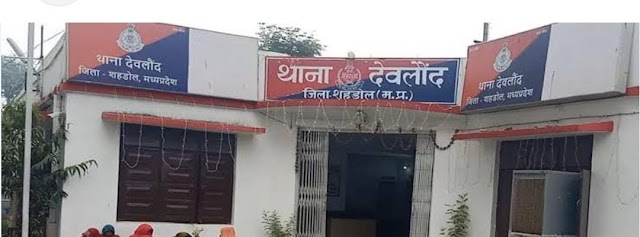 थाना देवलौंद
जिला - शहडोल, मध्यप्रदेश
थाना देवलौंद
जिला शहडोल (म.प्र.)
थाना देवलौंद
जिला - शहडोल, मध्यप्रदेश